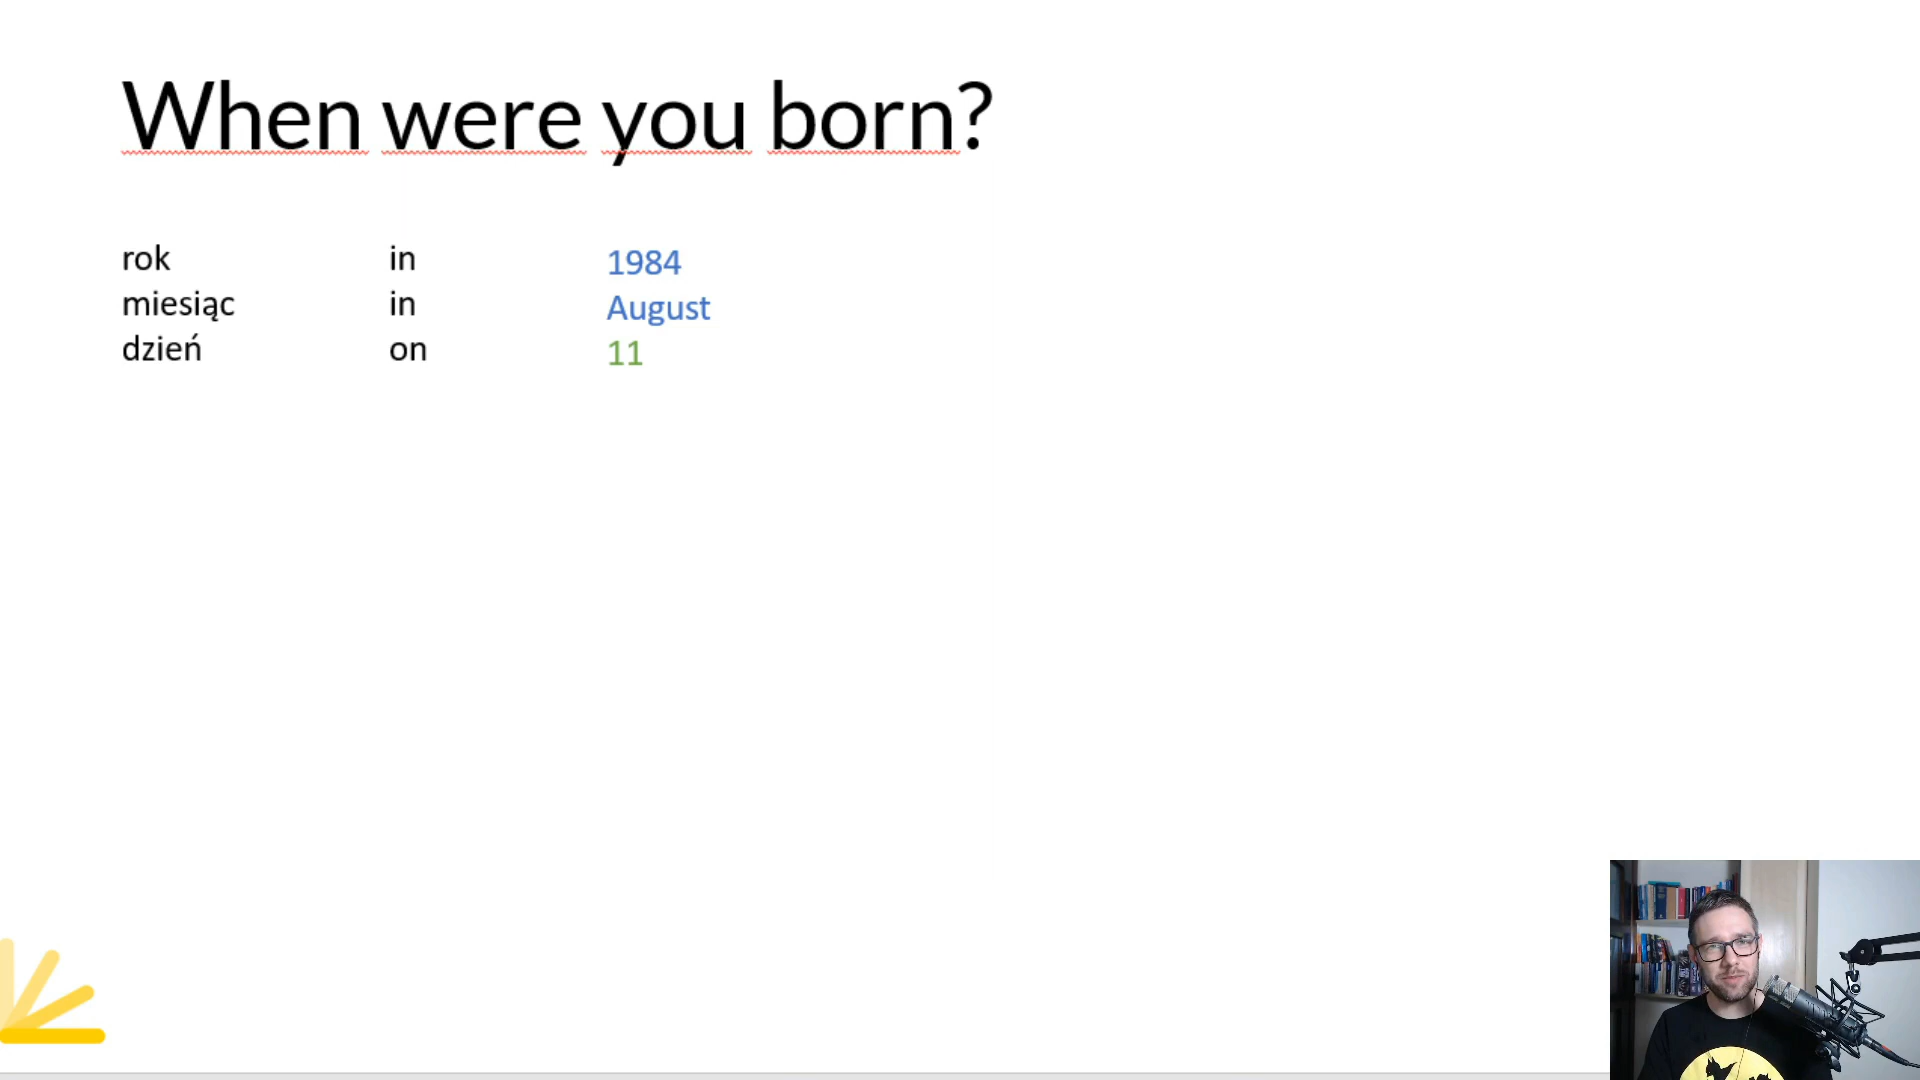 When were you born?
rok in 1984
miesiąc in August
dzień on 11